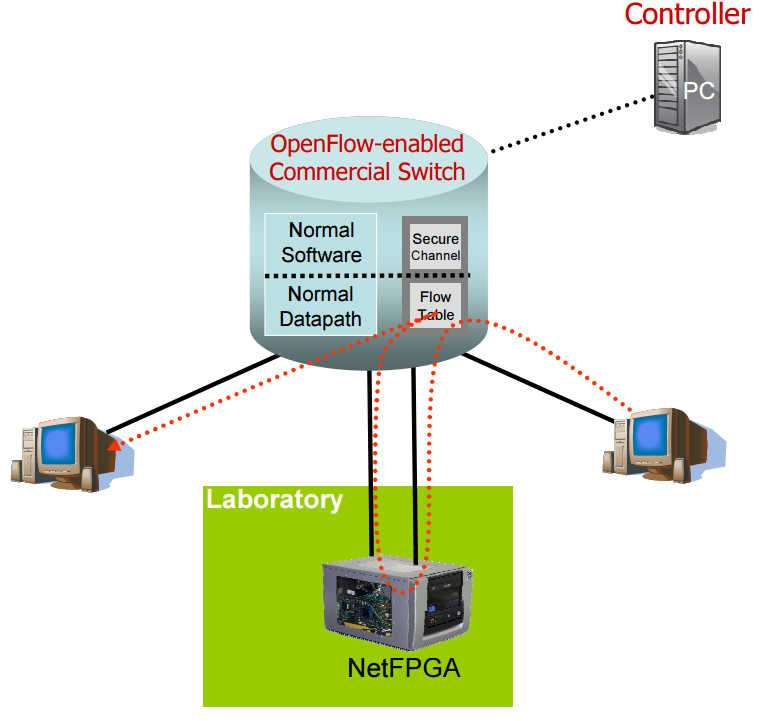 Controller
PC
OpenFlow-enabled
Commercial Switch
Normal
Software
Secure
Channel
Normal
Datapath
Flow
Table
Laboratory
NetFPGA